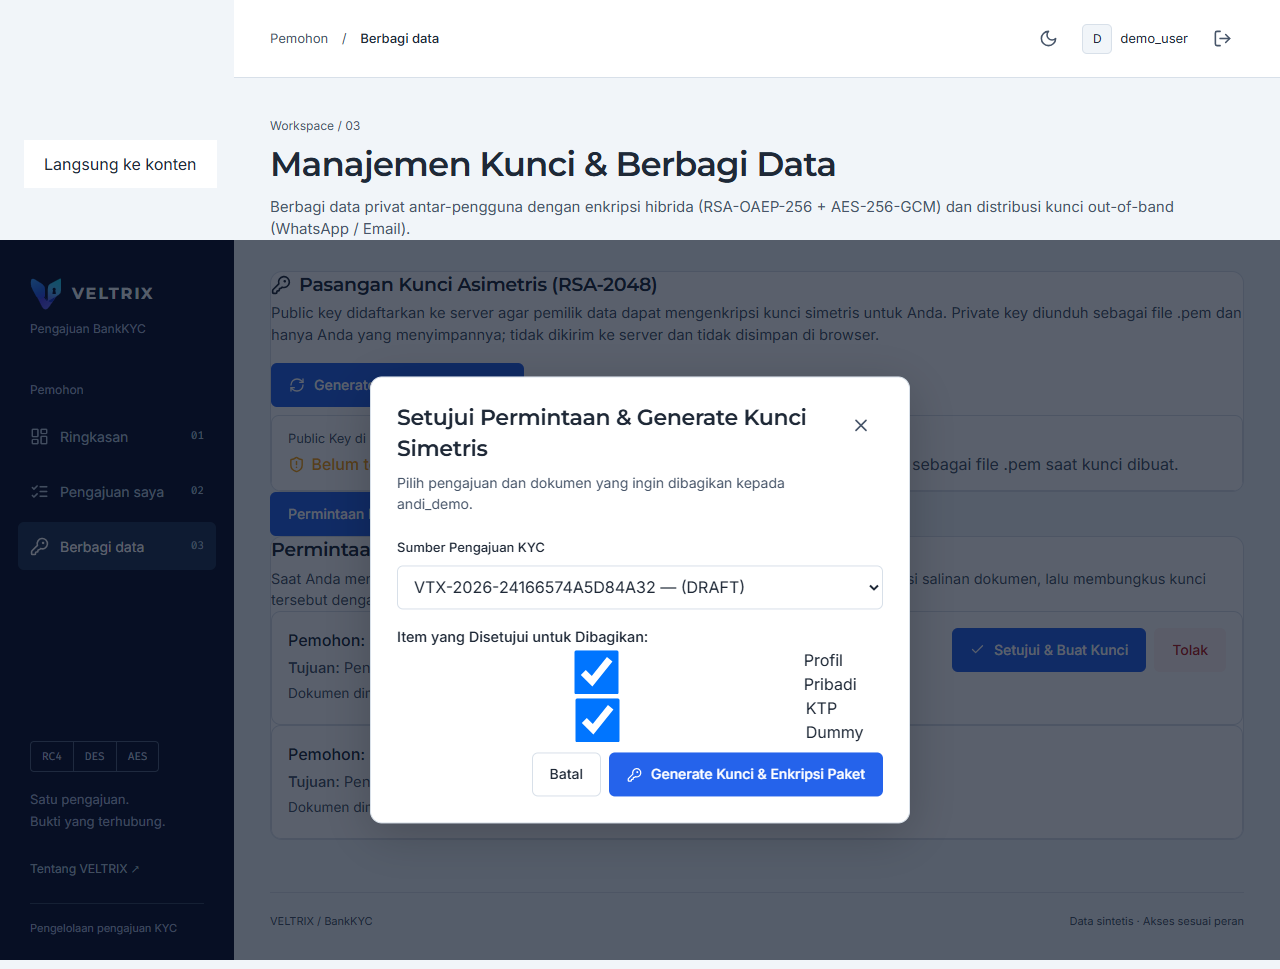 Pemohon / Berbagi data
D demo_user
Langsung ke konten
Workspace / 03
Manajemen Kunci & Berbagi Data
Berbagi data privat antar-pengguna dengan enkripsi hibrida (RSA-OAEP-256 + AES-256-GCM) dan distribusi kunci out-of-band
(WhatsApp / Email).
VELTRIX
Pengajuan BankKYC
Pemohon
Ringkasan 01
Pengajuan saya 02
Berbagi data 03
RC4 DES AES
Satu pengajuan.
Bukti yang terhubung.
Tentang VELTRIX ↗
Pengelolaan pengajuan KYC
Pasangan Kunci Asimetris (RSA-2048)
Public key didaftarkan ke server agar pemilik data dapat mengenkripsi kunci simetris untuk Anda. Private key diunduh sebagai file .pem dan
hanya Anda yang menyimpannya; tidak dikirim ke server dan tidak disimpan di browser.
Generate
Public Key di
Belum t
sebagai file .pem saat kunci dibuat.
Permintaan
Permintaa
Saat Anda me
si salinan dokumen, lalu membungkus kunci
tersebut denga
Pemohon:
Tujuan: Pen
Dokumen di
Setujui & Buat Kunci
Tolak
Pemohon:
Tujuan: Pen
Dokumen di
Setujui Permintaan & Generate Kunci
Simetris
Pilih pengajuan dan dokumen yang ingin dibagikan kepada
andi_demo.
Sumber Pengajuan KYC
VTX-2026-24166574A5D84A32 — (DRAFT)
Item yang Disetujui untuk Dibagikan:
Profil
Pribadi
KTP
Dummy
Batal
Generate Kunci & Enkripsi Paket
VELTRIX / BankKYC
Data sintetis · Akses sesuai peran